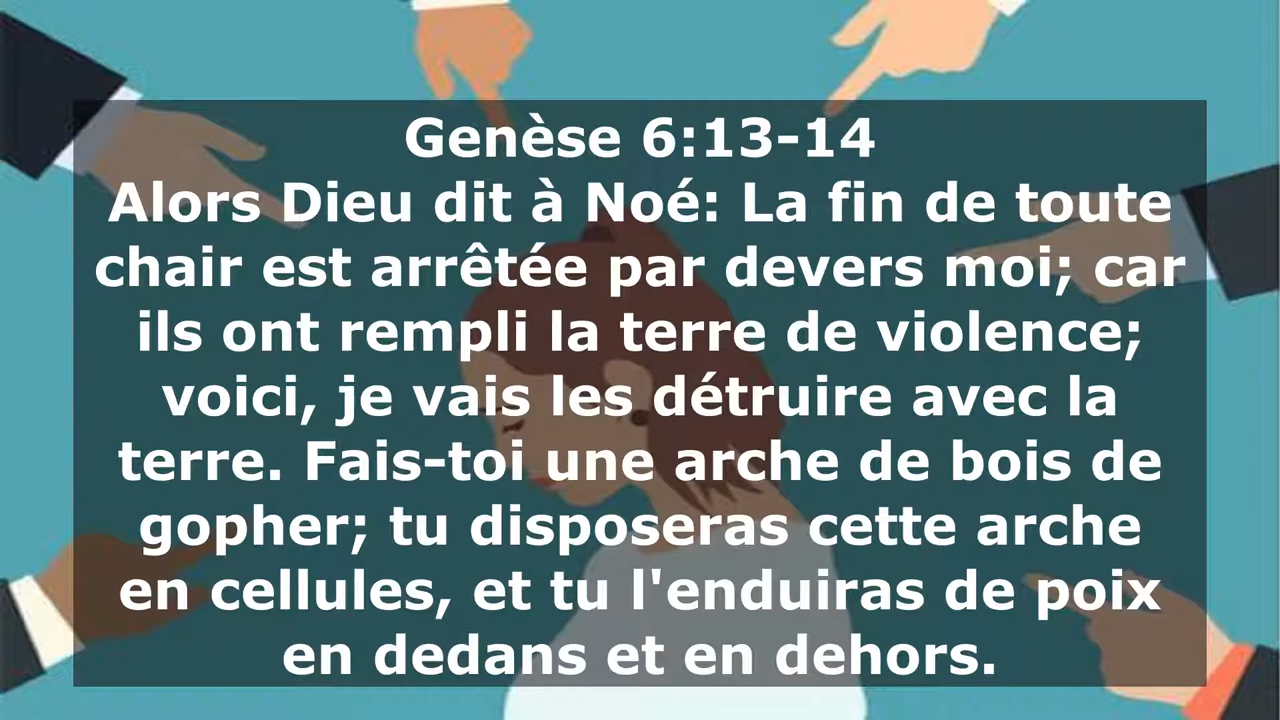 Genèse 6:13-14
Alors Dieu dit à Noé: La fin de toute
chair est arrêtée par devers moi; car
ils ont rempli la terre de violence;
voici, je vais les détruire avec la
terre. Fais-toi une arche de bois de
gopher; tu disposeras cette arche
en cellules, et tu l'enduiras de poix
en dedans et en dehors.